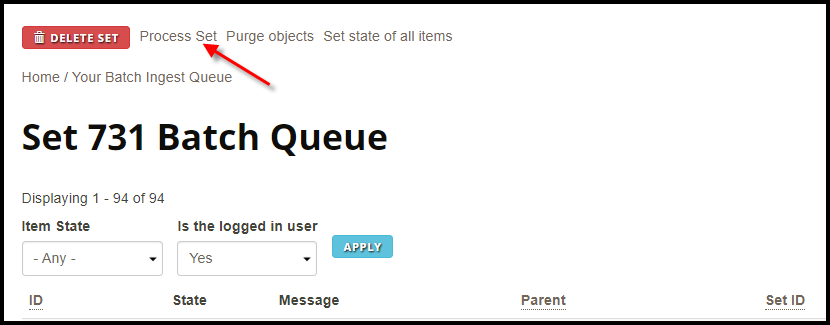 DELETE SET Process Set Purge objects Set state of all items
Home / Your Batch Ingest Queue
Set 731 Batch Queue
Displaying 1 - 94 of 94
Item State Is the logged in user
- Any - Yes APPLY
ID State Message Parent Set ID